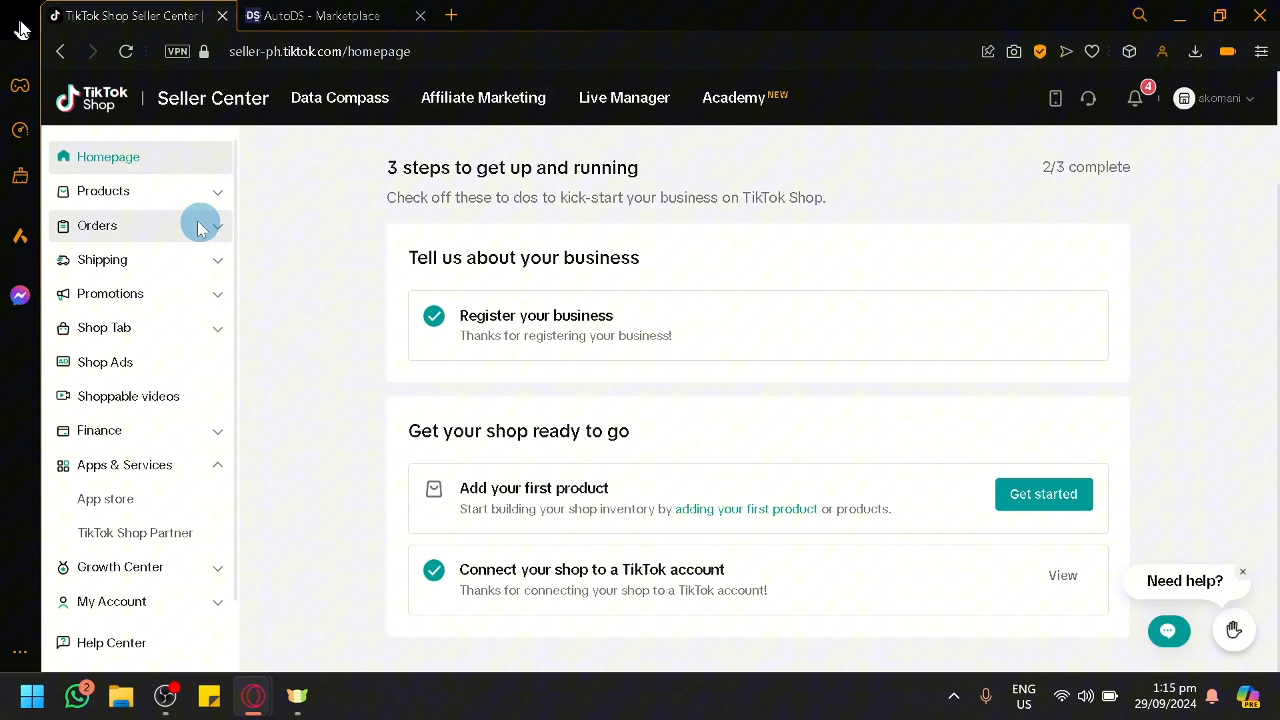 TikTok Shop Seller Center
DS AutoDS - Marketplace
VPN
seller-ph.tiktok.com/homepage
TikTok
Shop
Seller Center
Data Compass
Affiliate Marketing
Live Manager
Academy NEW
4
akomani
Homepage
Products
Orders
Shipping
Promotions
Shop Tab
AD Shop Ads
Shoppable videos
Finance
Apps & Services
App store
TikTok Shop Partner
Growth Center
My Account
Help Center
3 steps to get up and running
2/3 complete
Check off these to dos to kick-start your business on TikTok Shop.
Tell us about your business
Register your business
Thanks for registering your business!
Get your shop ready to go
Add your first product
Start building your shop inventory by adding your first product or products.
Get started
Connect your shop to a TikTok account
Thanks for connecting your shop to a TikTok account!
View
Need help?
2
ENG
US
1:15 pm
29/09/2024
PRE